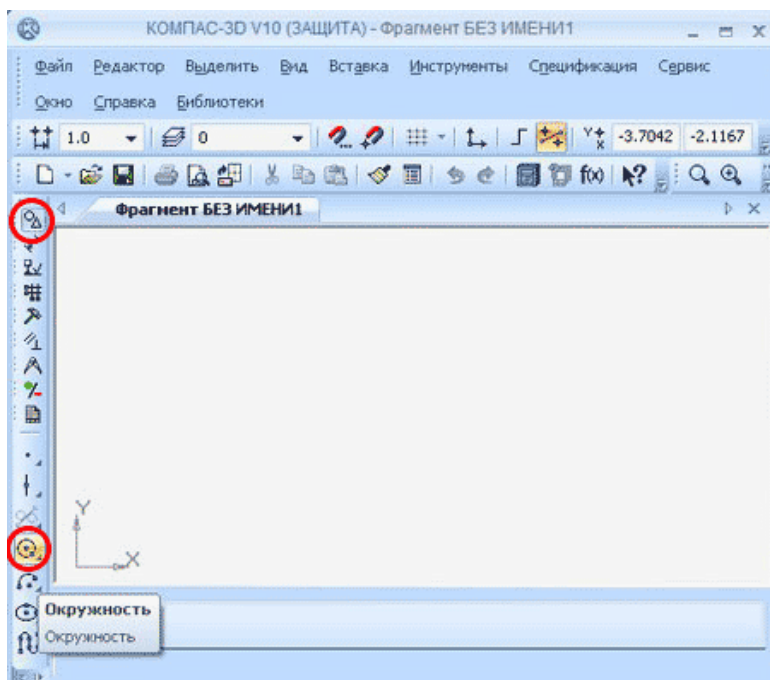 КОМПАС-3D V10 (ЗАЩИТА) - Фрагмент БЕЗ ИМЕНИ1
Файл Редактор Выделить Вид Вставка Инструменты Спецификация Сервис
Окно Справка Библиотеки
1.0 0 Y X -3.7042 -2.1167
f(x) ?
Фрагмент БЕЗ ИМЕНИ1
Y
X
Окружность
Окружность